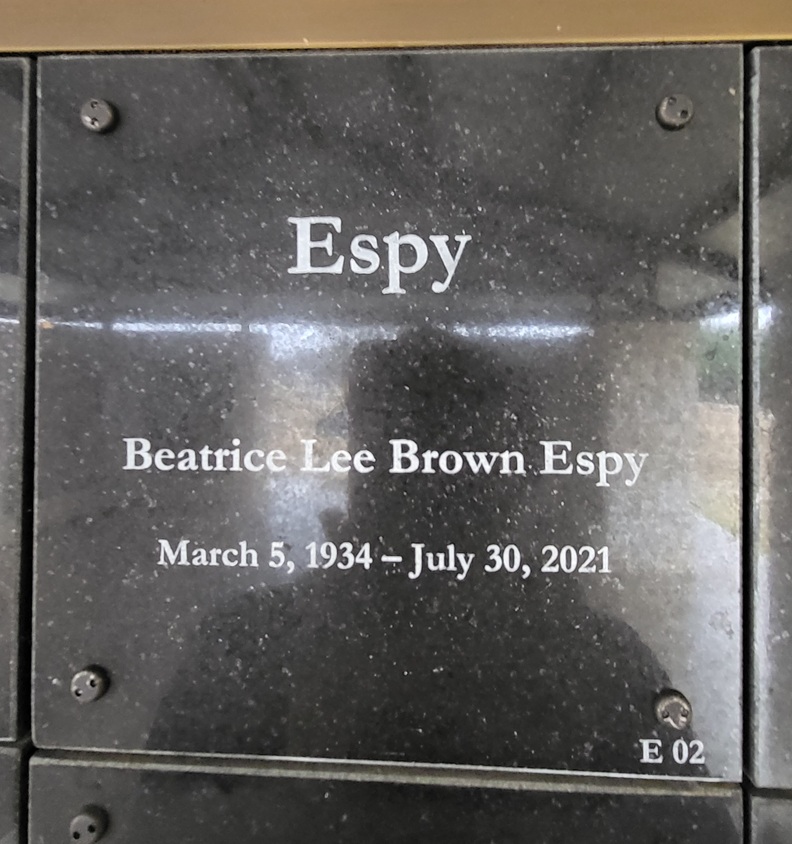 Espy
Beatrice Lee Brown Espy
March 5, 1934 – July 30, 2021
E 02